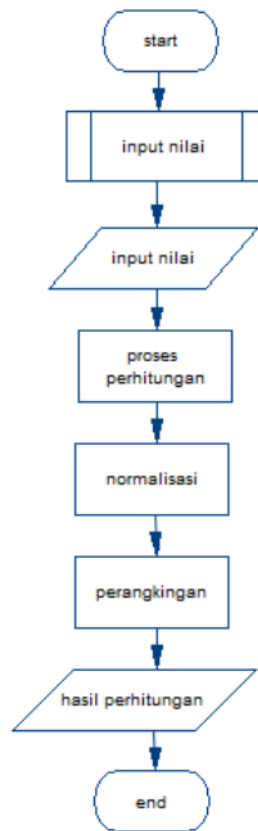 start
input nilai
input nilai
proses
perhitungan
normalisasi
perangkingan
hasil perhitungan
end